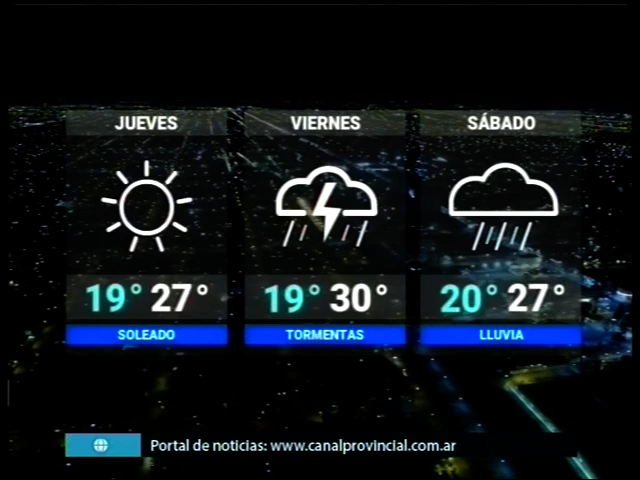 JUEVES
VIERNES
SÁBADO
19° 27°
19° 30°
20° 27°
SOLEADO
TORMENTAS
LLUVIA
Portal de noticias: www.canalprovincial.com.ar